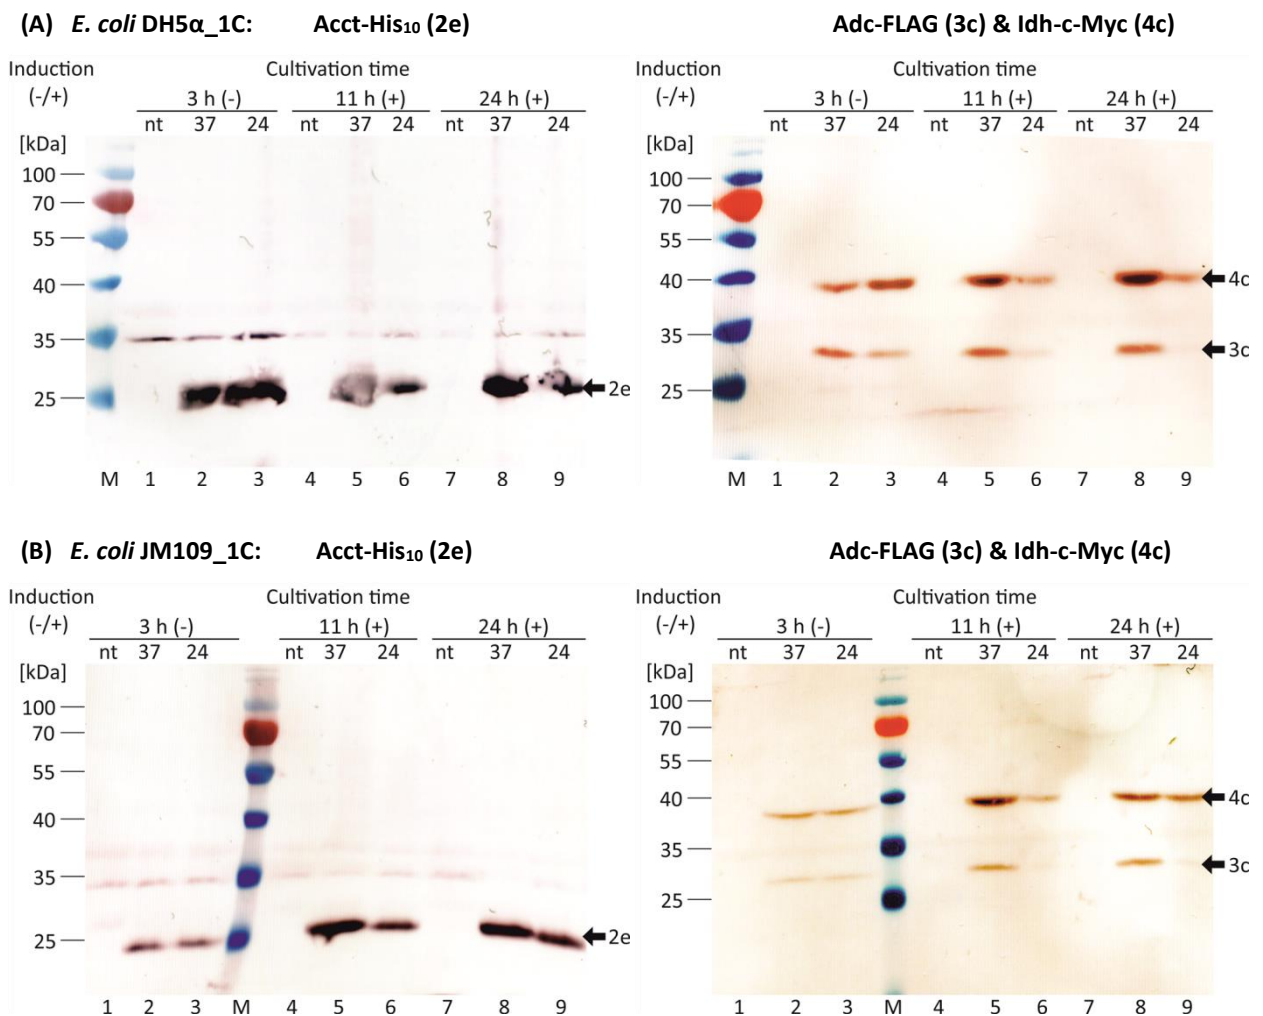 (A) E. coli DH5α_1C: Acct-His₁₀ (2e) Adc-FLAG (3c) & Idh-c-Myc (4c)
Induction Cultivation time Induction Cultivation time
(-/+) 3 h (-) 11 h (+) 24 h (+) (-/+) 3 h (-) 11 h (+) 24 h (+)
nt 37 24 nt 37 24 nt 37 24 nt 37 24 nt 37 24 nt 37 24
[kDa] [kDa]
100 100
70 70
55 55
40 40 4c
35 35 3c
25 2e 25
M 1 2 3 4 5 6 7 8 9 M 1 2 3 4 5 6 7 8 9
(B) E. coli JM109_1C: Acct-His₁₀ (2e) Adc-FLAG (3c) & Idh-c-Myc (4c)
Induction Cultivation time Induction Cultivation time
(-/+) 3 h (-) 11 h (+) 24 h (+) (-/+) 3 h (-) 11 h (+) 24 h (+)
nt 37 24 nt 37 24 nt 37 24 nt 37 24 nt 37 24 nt 37 24
[kDa] [kDa]
100 100
70 70
55 55
40 40 4c
35 35 3c
25 2e 25
1 2 3 M 4 5 6 7 8 9 1 2 3 M 4 5 6 7 8 9